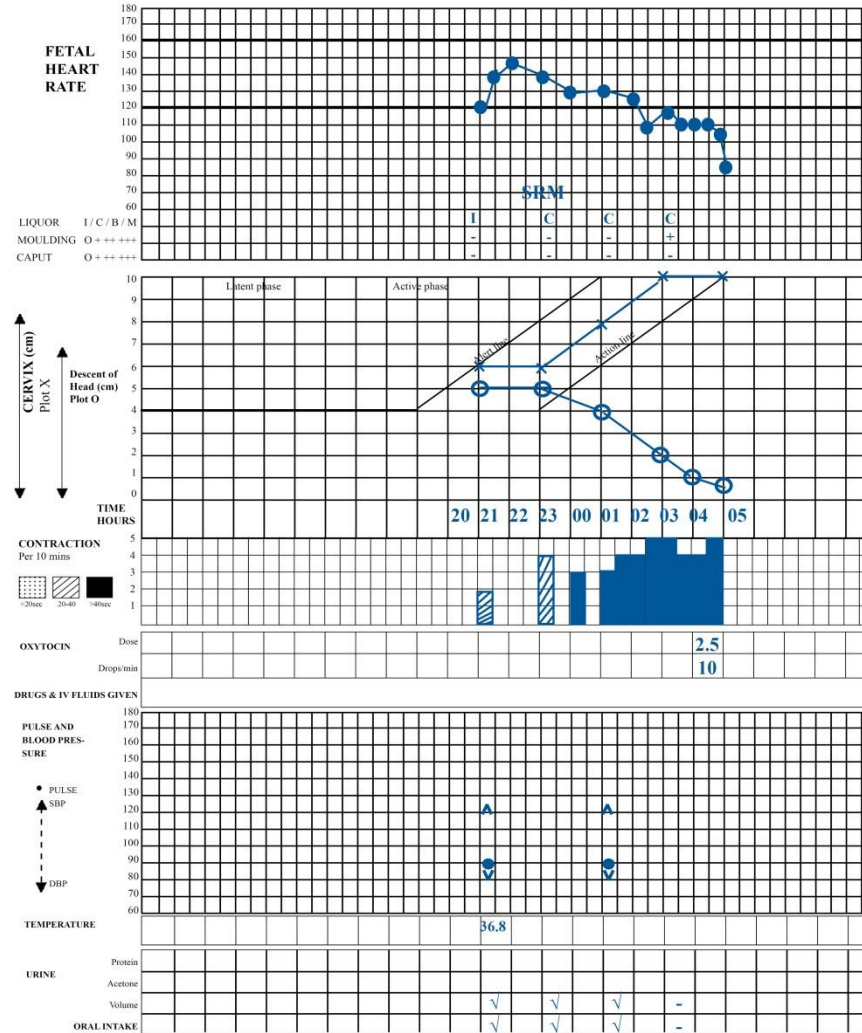 180
170
160
150
140
130
120
110
100
90
80
70
60
FETAL
HEART
RATE
SRM
LIQUOR I / C / B / M I C C C
MOULDING O + ++ +++ - - - +
CAPUT O + ++ +++ - - - -
10
9
8
7
6
5
4
3
2
1
0
Latent phase Active phase
Alert line
Action line
CERVIX (cm)
Plot X
Descent of
Head (cm)
Plot O
TIME
HOURS
20 21 22 23 00 01 02 03 04 05
CONTRACTION
Per 10 mins
5
4
3
2
1
<20sec 20-40 >40sec
OXYTOCIN Dose 2.5
Drops/min 10
DRUGS & IV FLUIDS GIVEN
PULSE AND
BLOOD PRES-
SURE
180
170
160
150
140
130
120
110
100
90
80
70
60
PULSE
SBP
DBP
TEMPERATURE 36.8
URINE
Protein
Acetone
Volume √ √ √ -
ORAL INTAKE √ √ √ -